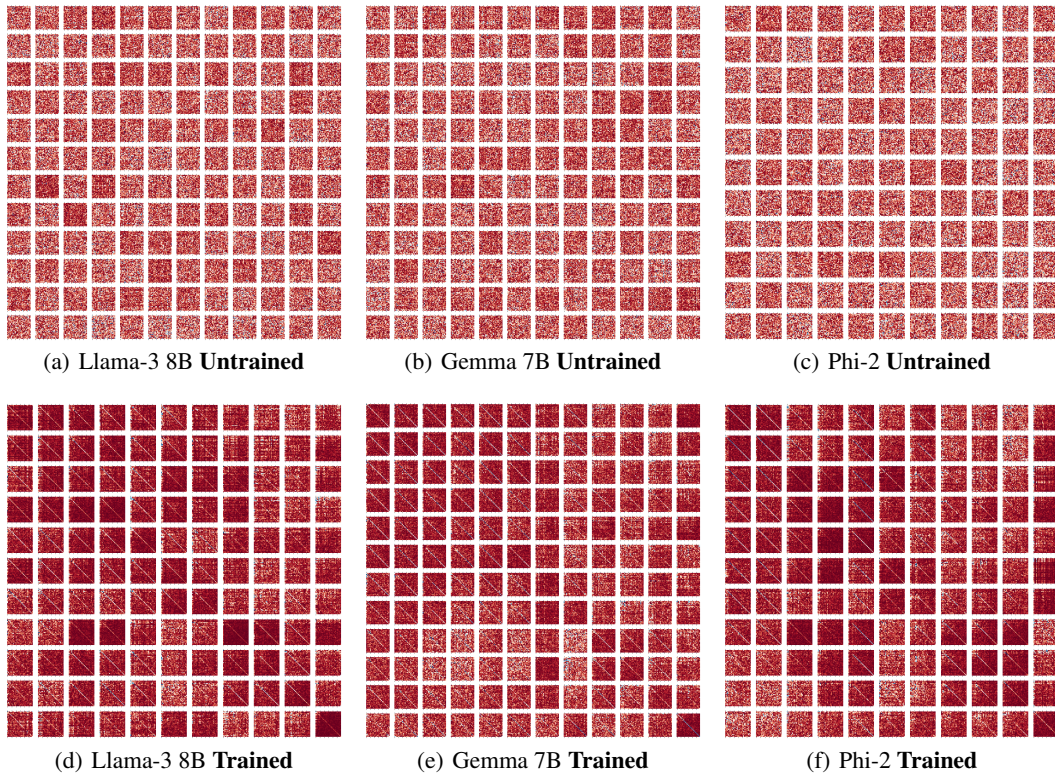 (a) Llama-3 8B Untrained
(b) Gemma 7B Untrained
(c) Phi-2 Untrained
(d) Llama-3 8B Trained
(e) Gemma 7B Trained
(f) Phi-2 Trained